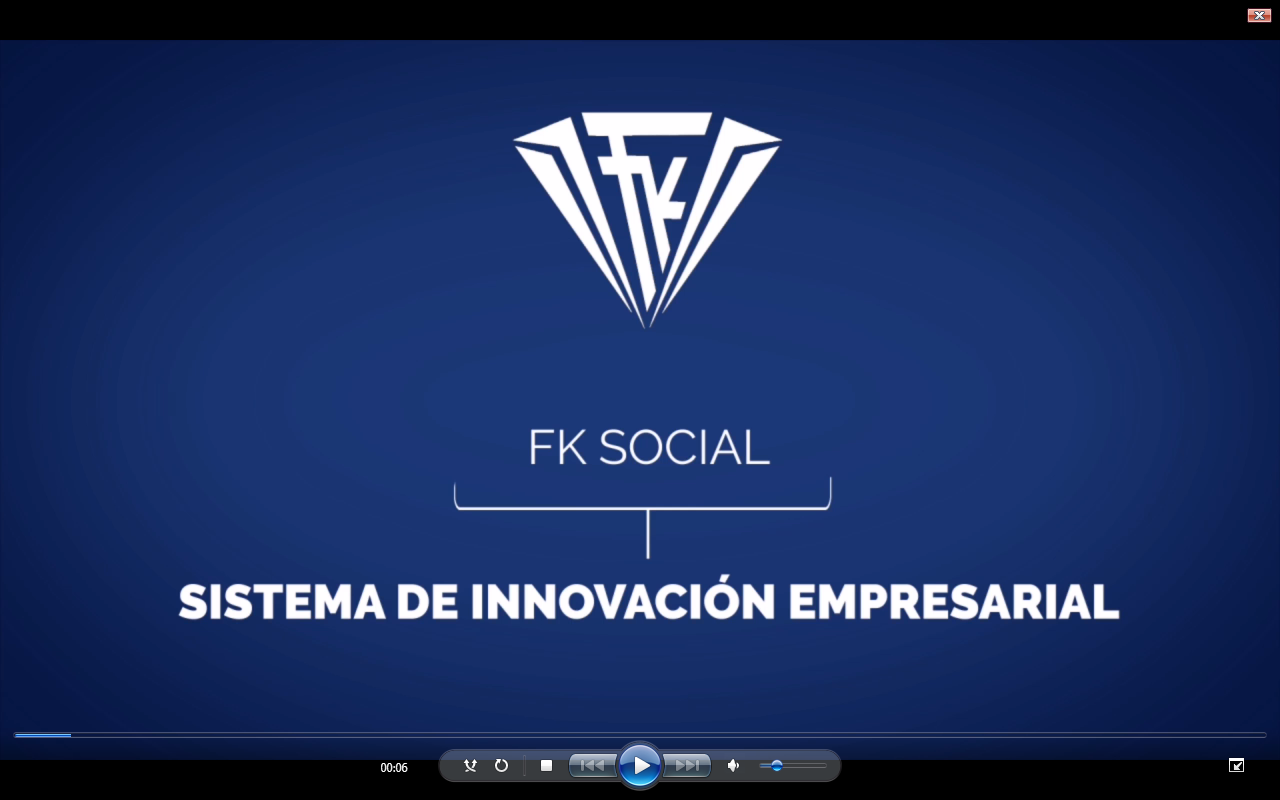 FK
FK SOCIAL
SISTEMA DE INNOVACIÓN EMPRESARIAL
00:06